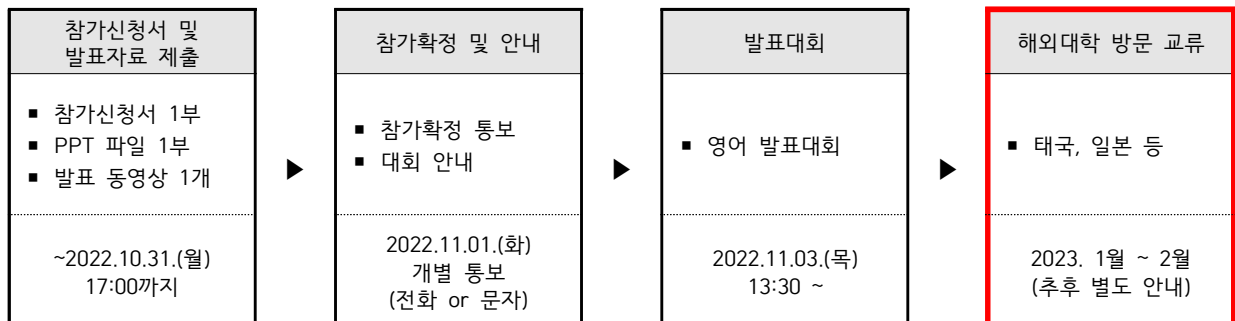 참가신청서 및
발표자료 제출
▪ 참가신청서 1부
▪ PPT 파일 1부
▪ 발표 동영상 1개
~2022.10.31.(월)
17:00까지
▶
참가확정 및 안내
▪ 참가확정 통보
▪ 대회 안내
2022.11.01.(화)
개별 통보
(전화 or 문자)
▶
발표대회
▪ 영어 발표대회
2022.11.03.(목)
13:30 ~
▶
해외대학 방문 교류
▪ 태국, 일본 등
2023. 1월 ~ 2월
(추후 별도 안내)